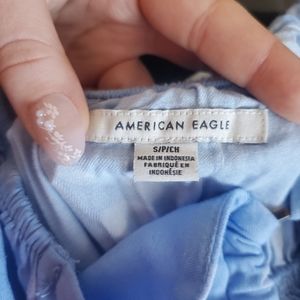 AMERICAN EAGLE
S/P/CH
MADE IN INDONESIA
FABRIQUÉ EN
INDONÉSIE